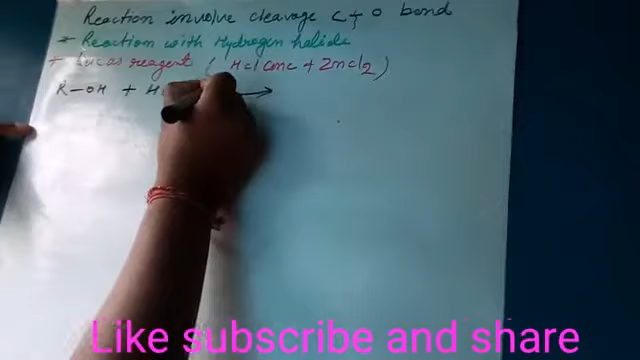 Reaction involve cleavage C+O bond
* Reaction with Hydrogen halide
+ Lucas reagent ( Hcl conc + Zncl2 )
R-OH + H →
Like subscribe and share